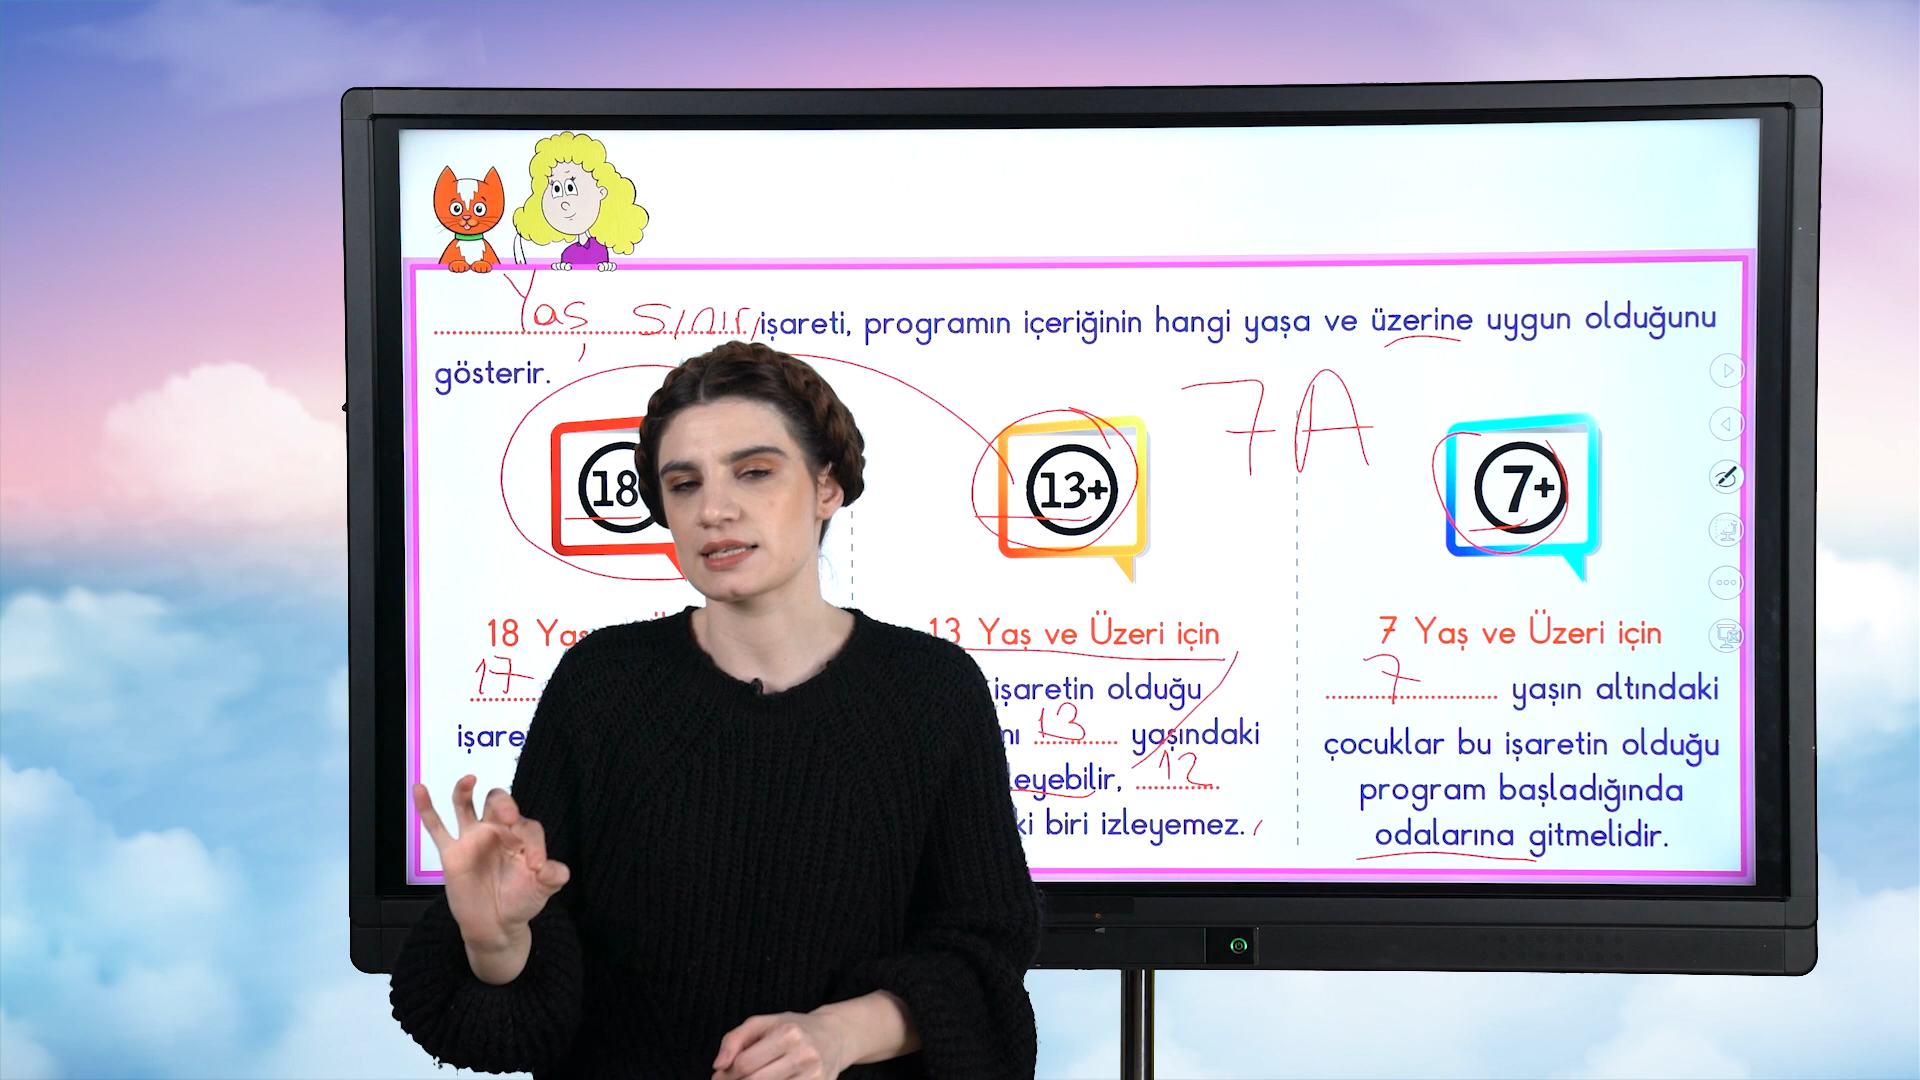 Yaş sınırı işareti, programın içeriğinin hangi yaşa ve üzerine uygun olduğunu
gösterir.
7A
18
13+
7+
18 Yaş
17
işare
13 Yaş ve Üzeri için
işaretin olduğu
13 yaşındaki
leyebilir, 12
ki biri izleyemez.
7 Yaş ve Üzeri için
7 yaşın altındaki
çocuklar bu işaretin olduğu
program başladığında
odalarına gitmelidir.